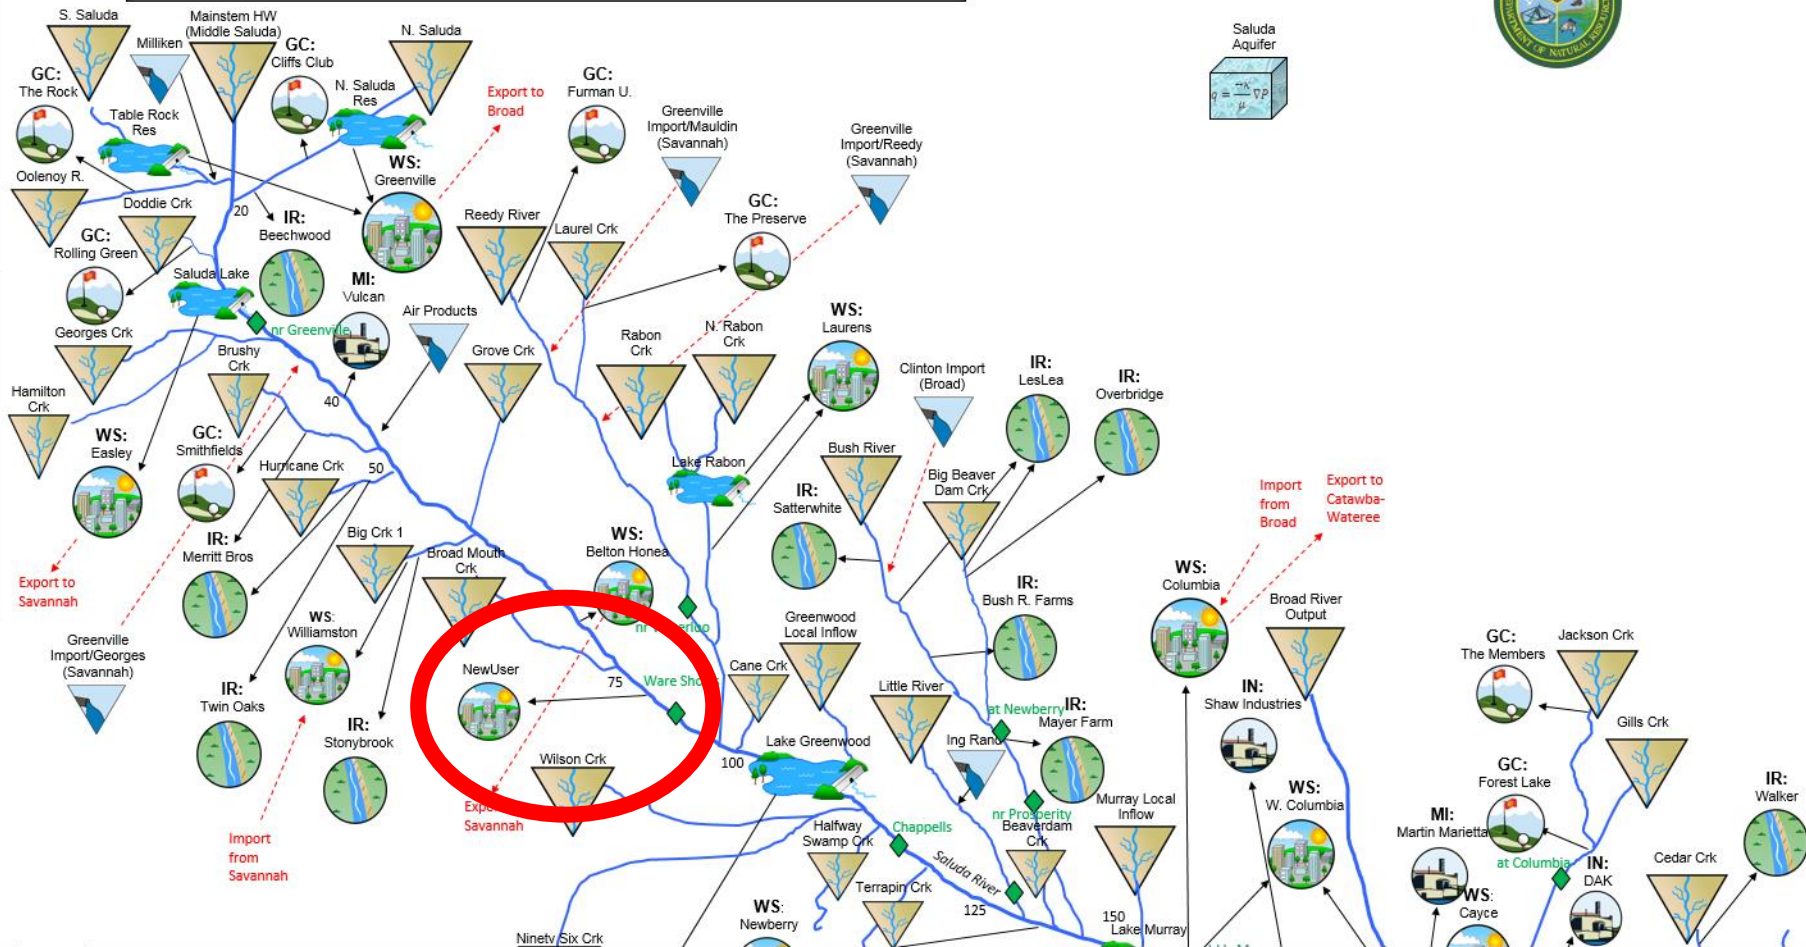 S. Saluda
Mainstem HW
(Middle Saluda)
Milliken
GC:
Cliffs Club
N. Saluda
GC:
The Rock
Table Rock
Res
N. Saluda
Res
Export to
Broad
GC:
Furman U.
Greenville
Import/Mauldin
(Savannah)
Greenville
Import/Reedy
(Savannah)
Saluda
Aquifer
DEPARTMENT OF NATURAL RESOURCES
Oolenoy R.
Doddie Crk
20
IR:
Beechwood
WS:
Greenville
Reedy River
Laurel Crk
GC:
The Preserve
GC:
Rolling Green
Saluda Lake
MI:
Vulcan
nr Greenville
Air Products
Georges Crk
Brushy
Crk
Grove Crk
Rabon
Crk
N. Rabon
Crk
WS:
Laurens
Hamilton
Crk
40
Clinton Import
(Broad)
IR:
LesLea
IR:
Overbridge
WS:
Easley
GC:
Smithfields
Hurricane Crk
50
Lake Rabon
Bush River
Big Beaver
Dam Crk
IR:
Satterwhite
Import
from
Broad
Export to
Catawba-
Wateree
IR:
Merritt Bros
Big Crk 1
Broad Mouth
Crk
WS:
Belton Honea
Export to
Savannah
WS:
Williamston
IR:
Bush R. Farms
WS:
Columbia
Broad River
Output
Greenville
Import/Georges
(Savannah)
Greenwood
Local Inflow
GC:
The Members
Jackson Crk
NewUser
75
Cane Crk
Little River
IR:
Twin Oaks
IR:
Stonybrook
at Newberry
IR:
Mayer Farm
IN:
Shaw Industries
Gills Crk
Wilson Crk
100
Lake Greenwood
GC:
Forest Lake
IR:
Walker
Savannah
Import
from
Savannah
nr Prosperity
Beaverdam
Crk
Murray Local
Inflow
WS:
W. Columbia
MI:
Martin Marietta
Halfway
Swamp Crk
Chappells
Saluda River
at Columbia
IN:
DAK
Cedar Crk
Terrapin Crk
125
150
Lake Murray
WS:
Newberry
WS:
Cayce
Ninety Six Crk